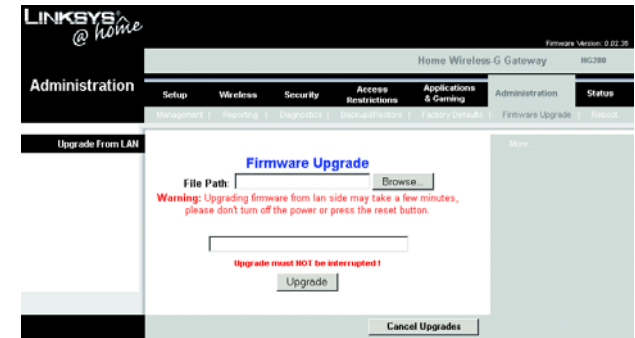 LINKSYS
@ home
Firmware Version: 0.02.38
Home Wireless-G Gateway HG200
Administration
Setup Wireless Security Access Restrictions Applications & Gaming Administration Status
Management | Reporting | Diagnostics | Backup&Restore | Factory Defaults | Firmware Upgrade | Reboot
Upgrade From LAN
More...
Firmware Upgrade
File Path: Browse...
Warning: Upgrading firmware from lan side may take a few minutes,
please don't turn off the power or press the reset button.
Upgrade must NOT be interrupted !
Upgrade
Cancel Upgrades